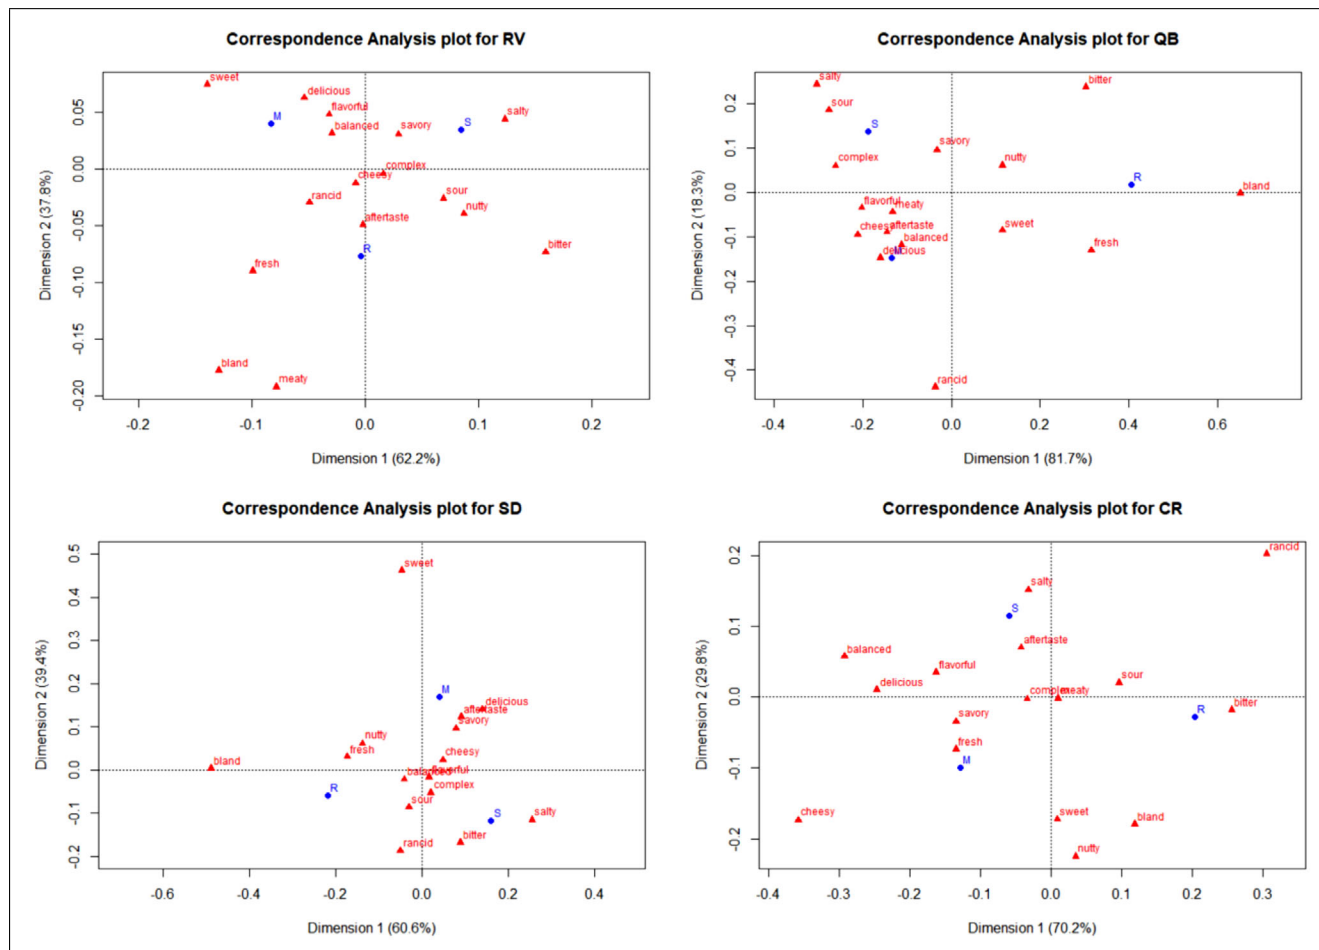 Correspondence Analysis plot for RV
sweet
delicious
flavorful
M
balanced
savory
S
salty
complex
cheesy
rancid
sour
nutty
aftertaste
R
bitter
fresh
bland
meaty
0.05
0.00
-0.05
-0.10
-0.15
-0.20
Dimension 2 (37.8%)
-0.2
-0.1
0.0
0.1
0.2
Dimension 1 (62.2%)
Correspondence Analysis plot for QB
salty
bitter
sour
S
savory
complex
nutty
R
bland
flavorful
meaty
cheesy
aftertaste
balanced
sweet
fresh
delicious
M
rancid
0.2
0.1
0.0
-0.1
-0.2
-0.3
-0.4
Dimension 2 (18.3%)
-0.4
-0.2
0.0
0.2
0.4
0.6
Dimension 1 (81.7%)
Correspondence Analysis plot for SD
sweet
M
delicious
aftertaste
savory
nutty
fresh
cheesy
bland
balanced
flavorful
complex
R
sour
S
salty
rancid
bitter
0.5
0.4
0.3
0.2
0.1
0.0
-0.1
-0.2
Dimension 2 (39.4%)
-0.6
-0.4
-0.2
0.0
0.2
0.4
Dimension 1 (60.6%)
Correspondence Analysis plot for CR
rancid
salty
S
aftertaste
balanced
flavorful
delicious
sour
complex
meaty
savory
R
bitter
fresh
M
cheesy
sweet
bland
nutty
0.2
0.1
0.0
-0.1
-0.2
Dimension 2 (29.8%)
-0.4
-0.3
-0.2
-0.1
0.0
0.1
0.2
0.3
Dimension 1 (70.2%)